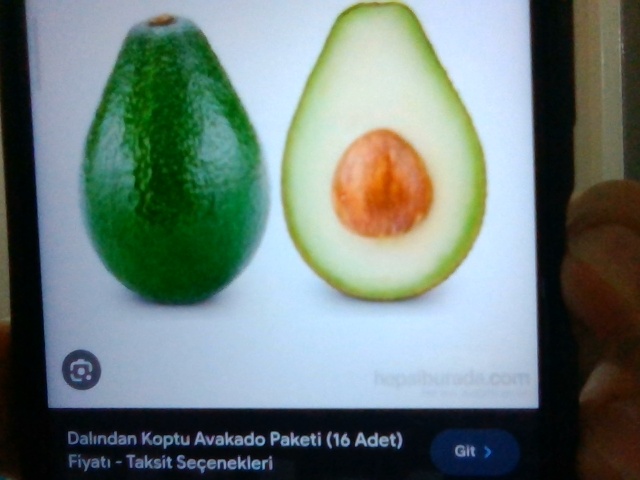 hepsiburada.com
Dalından Koptu Avakado Paketi (16 Adet)
Fiyatı - Taksit Seçenekleri
Git